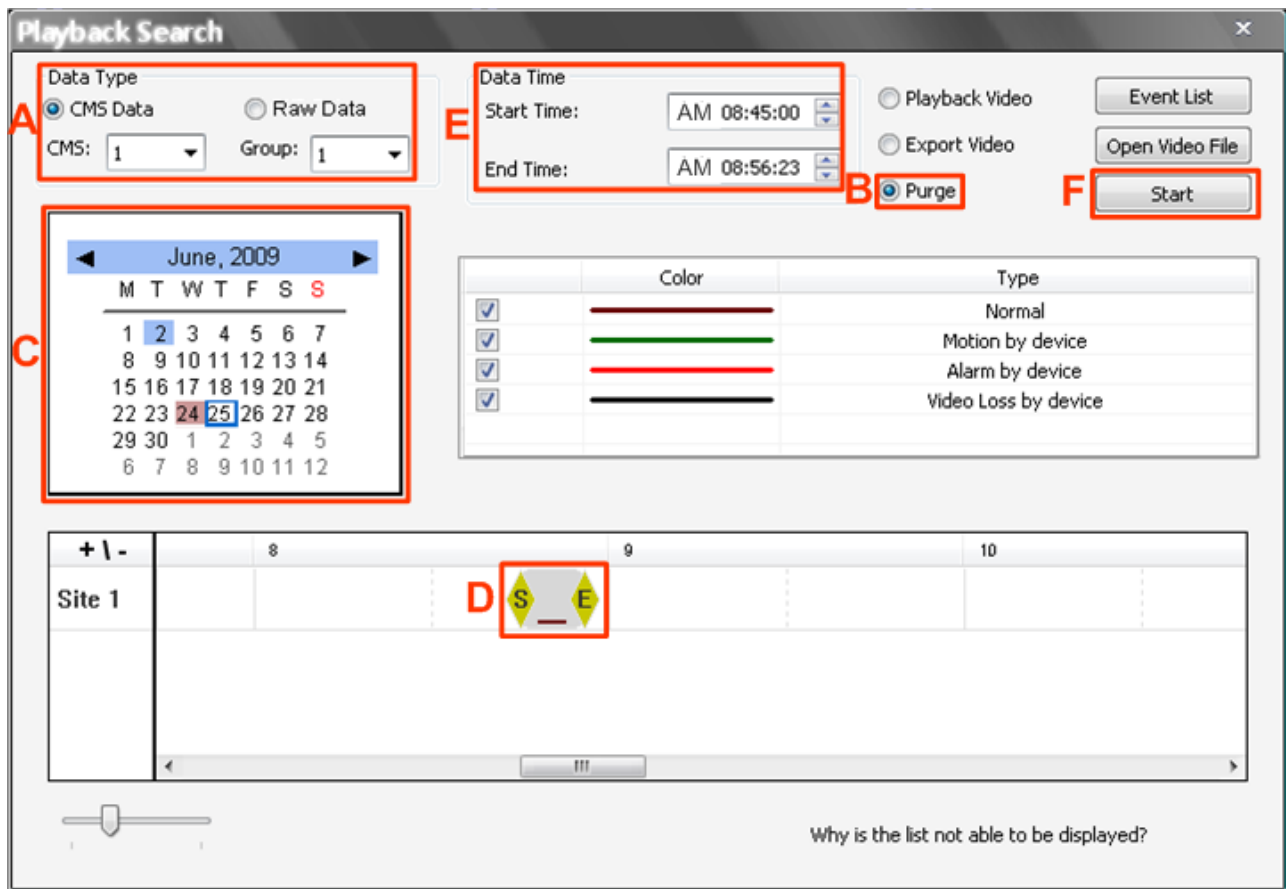 Playback Search
A
Data Type
CMS Data
Raw Data
CMS:
1
Group:
1
E
Data Time
Start Time:
AM 08:45:00
End Time:
AM 08:56:23
Playback Video
Export Video
B
Purge
Event List
Open Video File
F
Start
C
June, 2009
M T W T F S S
1 2 3 4 5 6 7
8 9 10 11 12 13 14
15 16 17 18 19 20 21
22 23 24 25 26 27 28
29 30 1 2 3 4 5
6 7 8 9 10 11 12
Color Type
Normal
Motion by device
Alarm by device
Video Loss by device
+ \ - 8 9 10
Site 1
D
S E
Why is the list not able to be displayed?